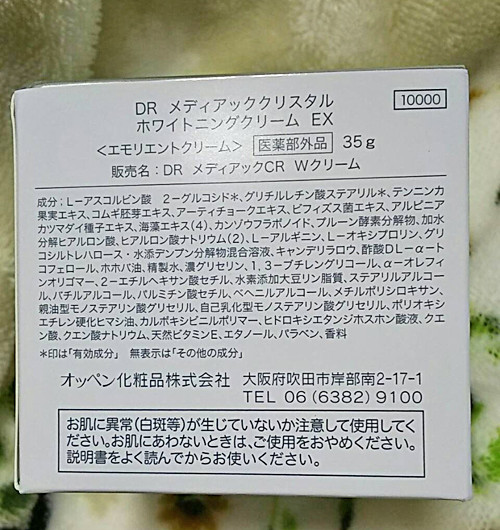 DR メディアッククリスタル
ホワイトニングクリーム EX
10000
<エモリエントクリーム> 医薬部外品 35g
販売名:DR メディアックCR Wクリーム
成分:L-アスコルビン酸 2-グルコシド*、グリチルレチン酸ステアリル*、テンニンカ
果実エキス、コムギ胚芽エキス、アーティチョークエキス、ビフィズス菌エキス、アルピニア
カツマダイ種子エキス、海藻エキス(4)、カンゾウフラボノイド、プルーン酵素分解物、加水
分解ヒアルロン酸、ヒアルロン酸ナトリウム(2)、L-アルギニン、L-オキシプロリン、グリ
コシルトレハロース・水添デンプン分解物混合溶液、キャンデリラロウ、酢酸DL-α-ト
コフェロール、ホホバ油、精製水、濃グリセリン、1,3-ブチレングリコール、α-オレフィ
ンオリゴマー、2-エチルヘキサン酸セチル、水素添加大豆リン脂質、ステアリルアルコー
ル、バチルアルコール、パルミチン酸セチル、ベヘニルアルコール、メチルポリシロキサン、
親油型モノステアリン酸グリセリル、自己乳化型モノステアリン酸グリセリル、ポリオキシ
エチレン硬化ヒマシ油、カルボキシビニルポリマー、ヒドロキシエタンジホスホン酸液、クエ
ン酸、クエン酸ナトリウム、天然ビタミンE、エタノール、パラベン、香料
*印は「有効成分」 無表示は「その他の成分」
オッペン化粧品株式会社 大阪府吹田市岸部南2-17-1
TEL 06(6382)9100
お肌に異常(白斑等)が生じていないか注意して使用してく
ださい。お肌にあわないときは、ご使用をおやめください。
説明書をよく読んでからお使いください。